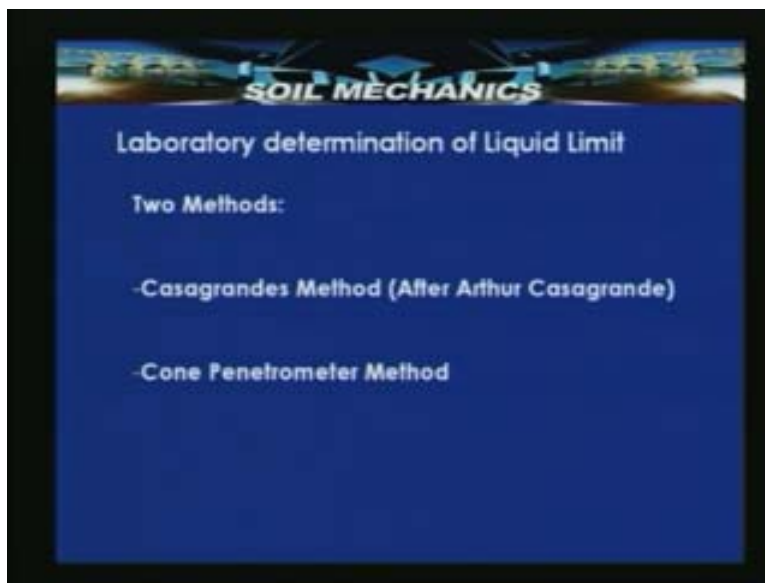 SOIL MECHANICS
Laboratory determination of Liquid Limit
Two Methods:
-Casagrandes Method (After Arthur Casagrande)
-Cone Penetrometer Method